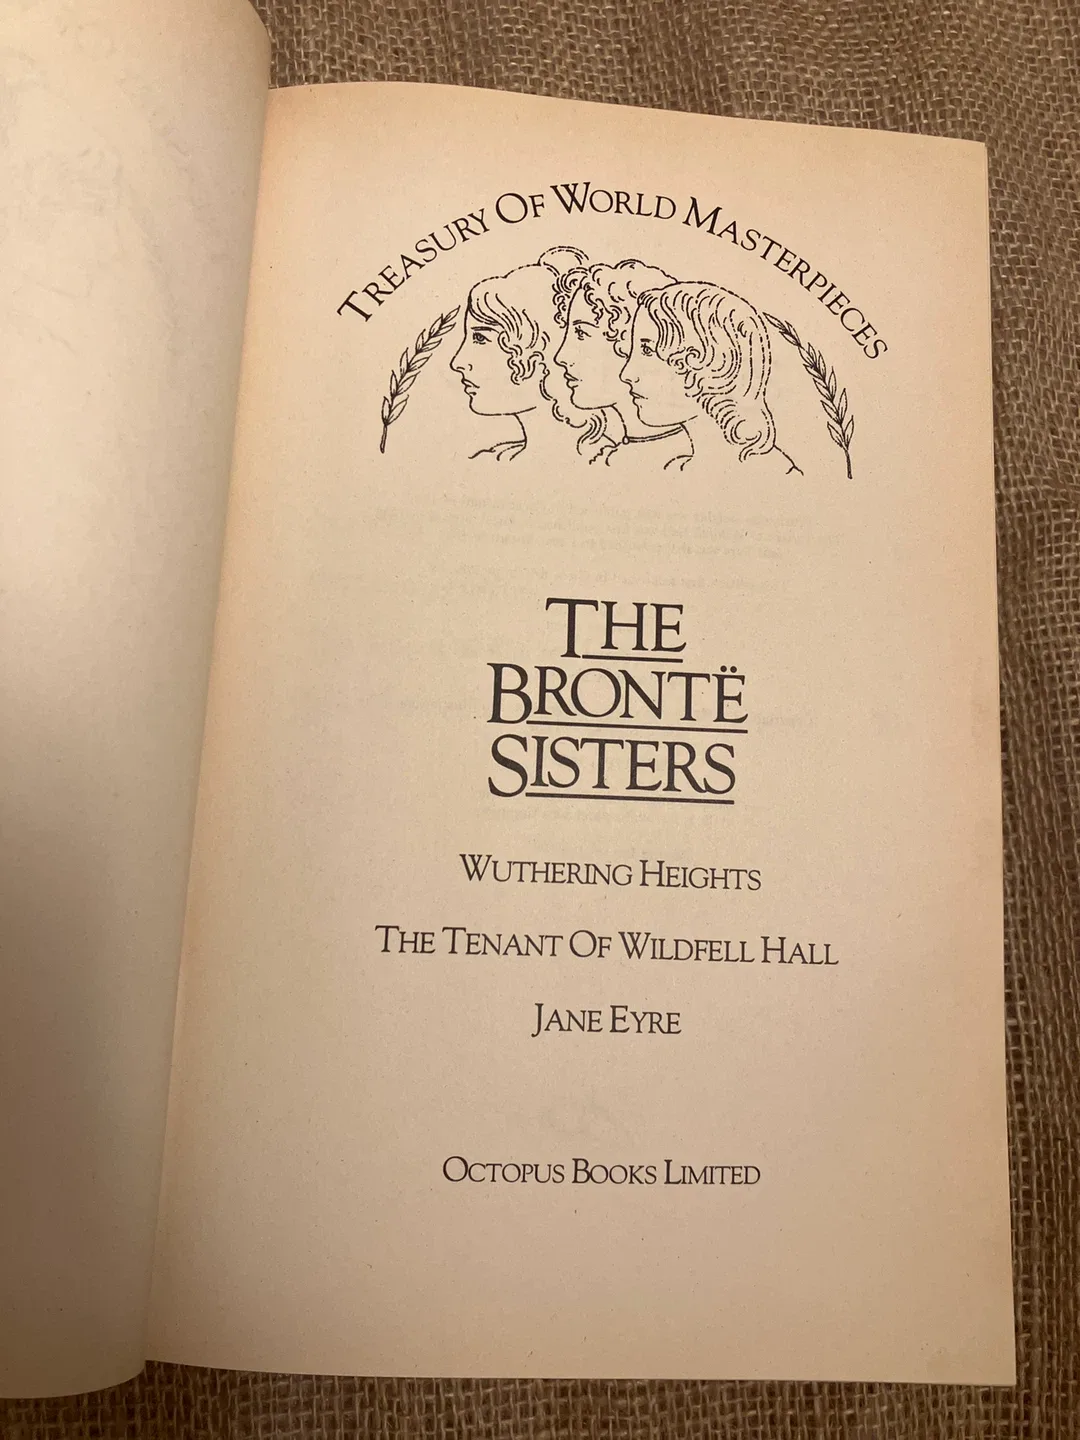 TREASURY OF WORLD MASTERPIECES
THE
BRONTË
SISTERS
WUTHERING HEIGHTS
THE TENANT OF WILDFELL HALL
JANE EYRE
OCTOPUS BOOKS LIMITED